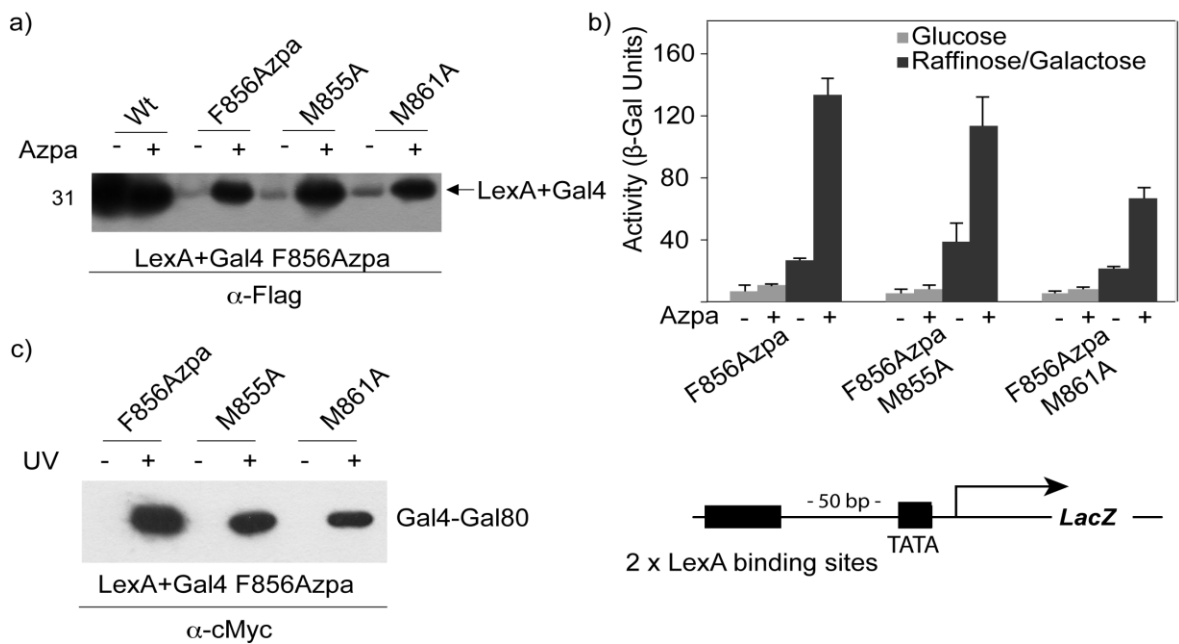 a)
Wt F856Azpa M855A M861A
Azpa - + - + - + - +
31
LexA+Gal4
LexA+Gal4 F856Azpa
α-Flag
b)
Activity (β-Gal Units)
160
120
80
40
Glucose
Raffinose/Galactose
Azpa - + - + - + - + - + - +
F856Azpa
F856Azpa M855A
F856Azpa M861A
- 50 bp -
TATA
LacZ
2 x LexA binding sites
c)
F856Azpa M855A M861A
UV - + - + - +
Gal4-Gal80
LexA+Gal4 F856Azpa
α-cMyc